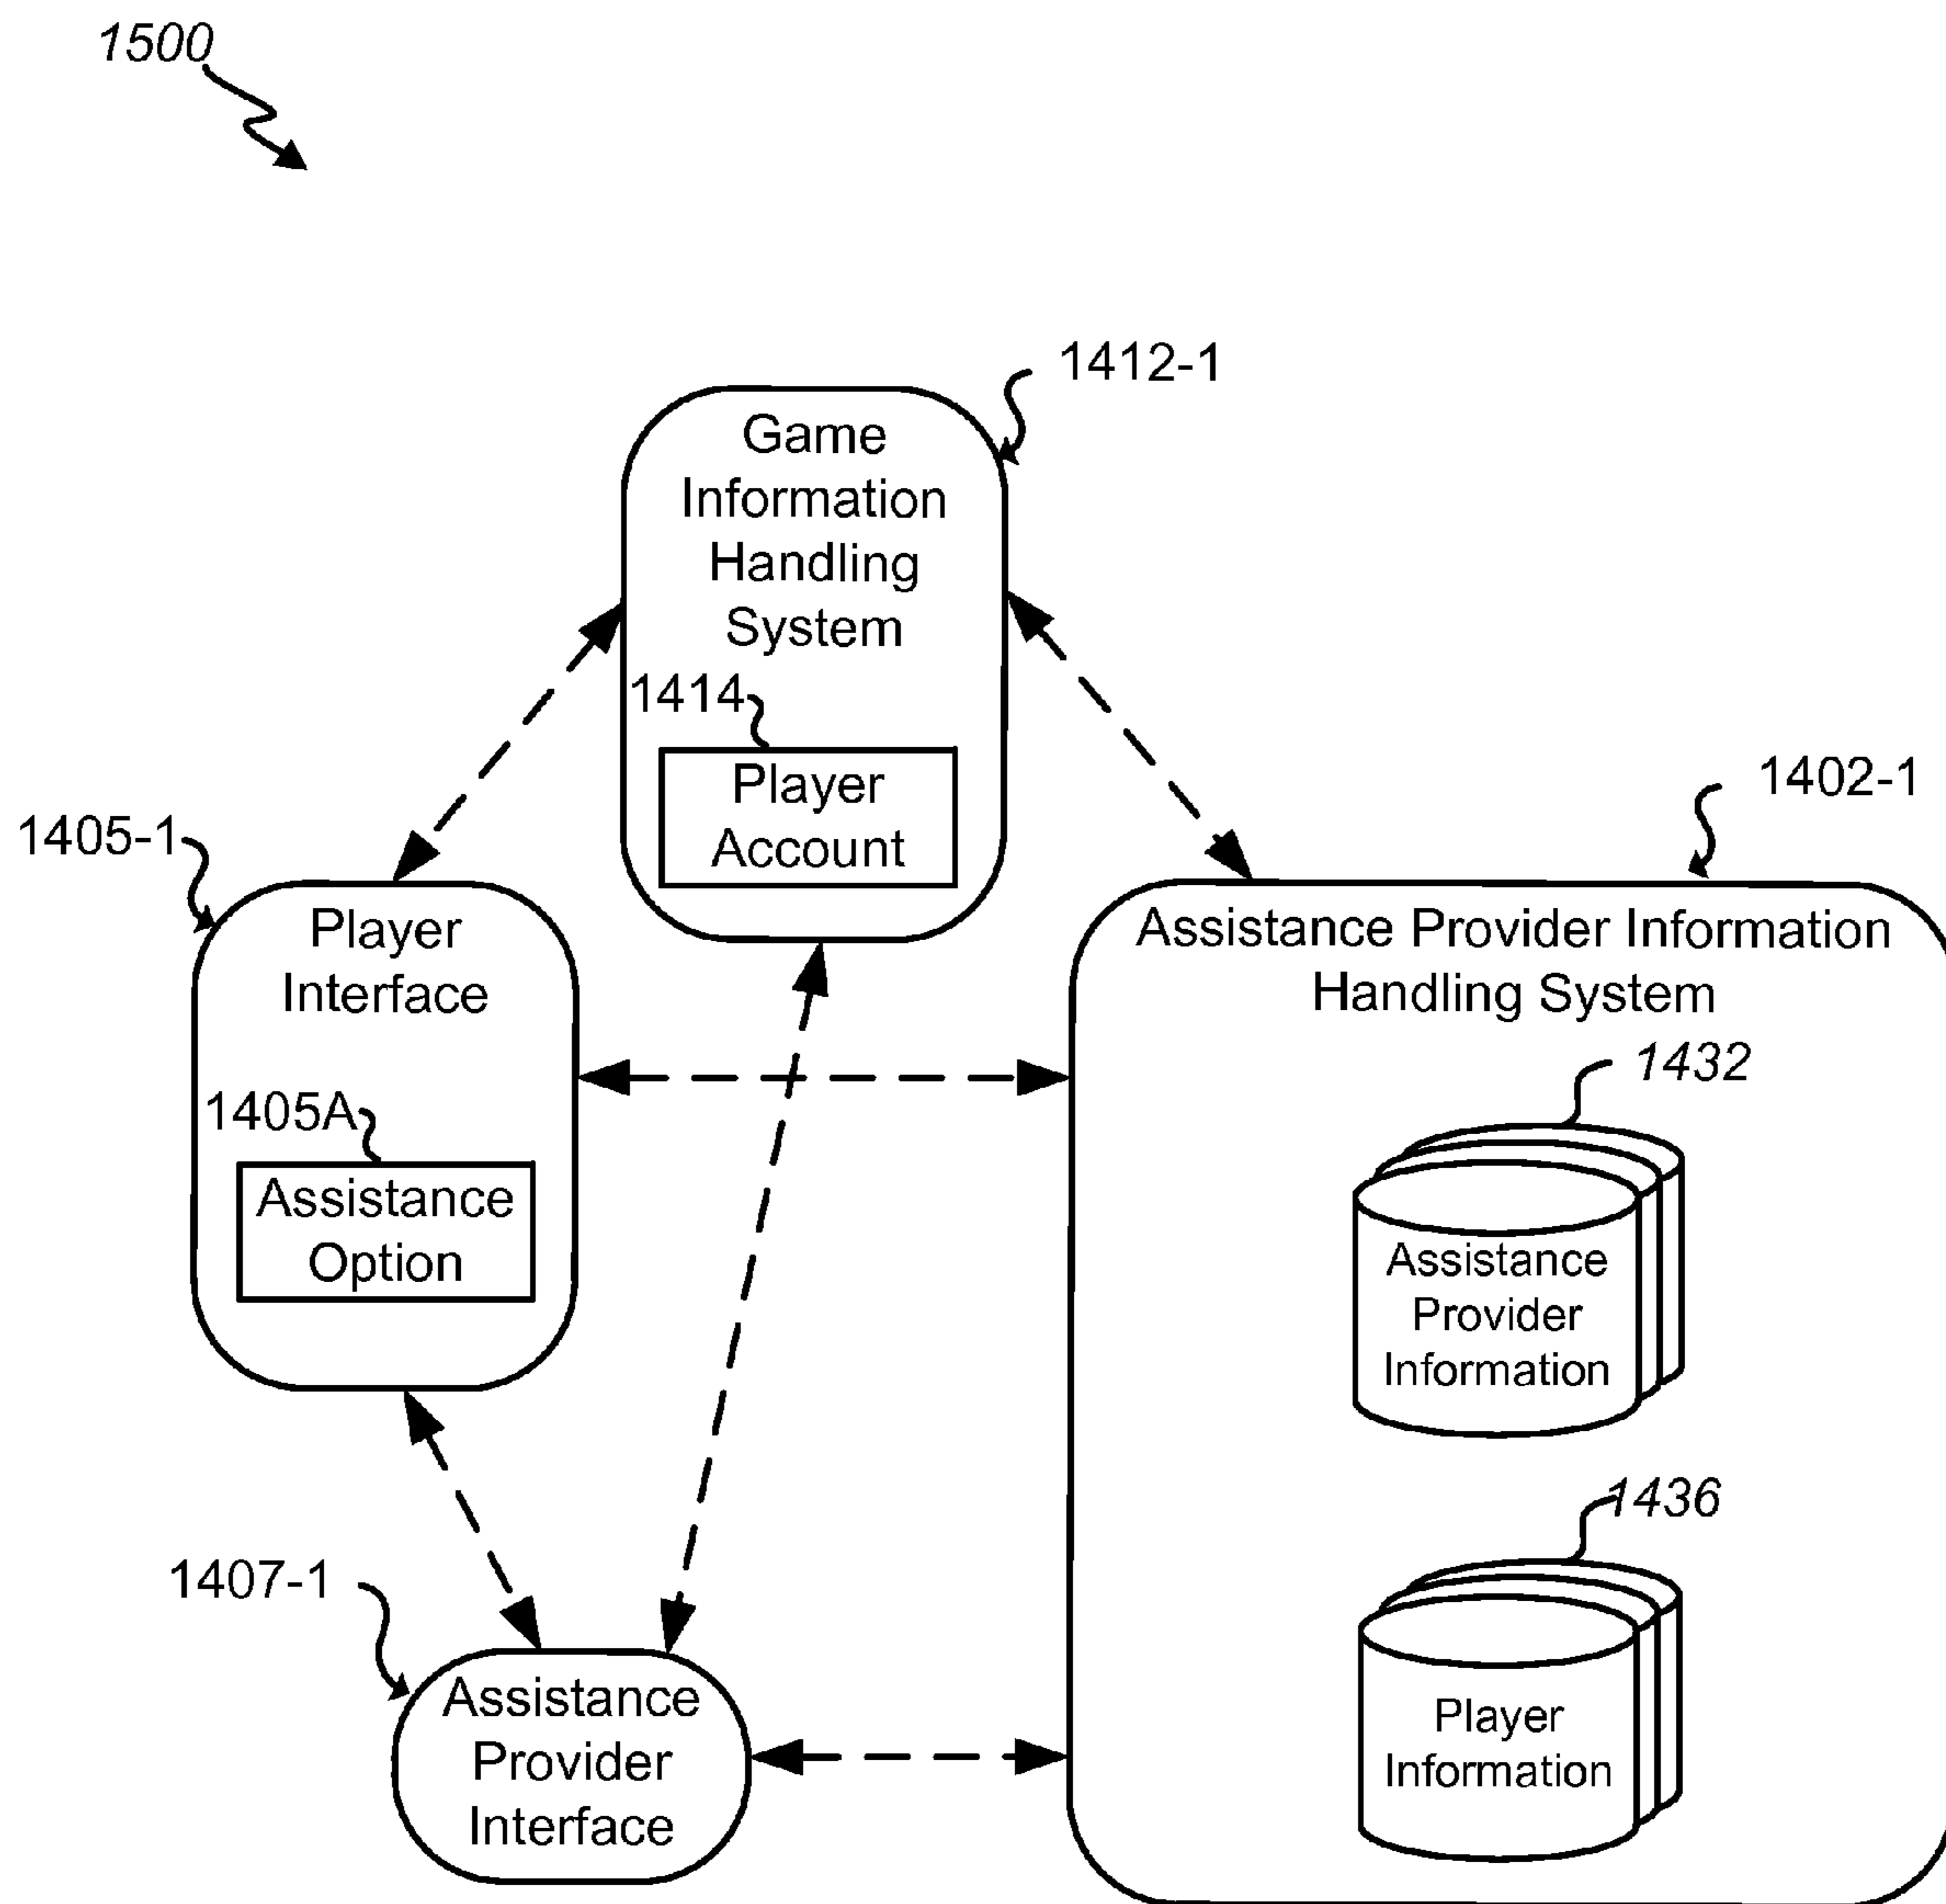 1500
1412-1
Game
Information
Handling
System
1414
Player
Account
1402-1
1405-1
Player
Interface
1405A
Assistance
Option
Assistance Provider Information
Handling System
1432
Assistance
Provider
Information
1436
Player
Information
1407-1
Assistance
Provider
Interface